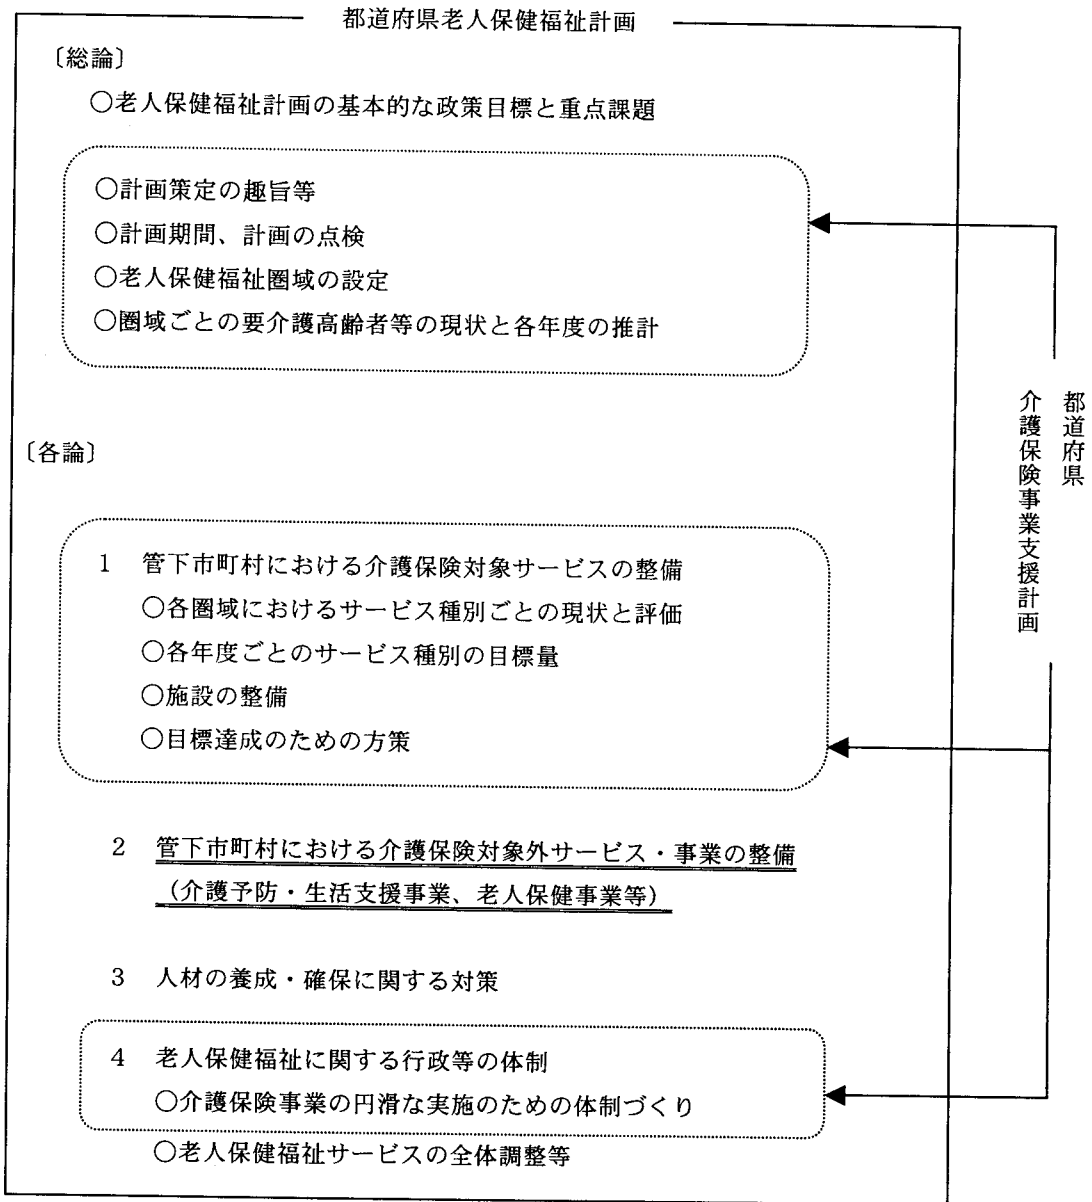 都道府県老人保健福祉計画
〔総論〕
○老人保健福祉計画の基本的な政策目標と重点課題
○計画策定の趣旨等
○計画期間、計画の点検
○老人保健福祉圏域の設定
○圏域ごとの要介護高齢者等の現状と各年度の推計
都道府県
介護保険事業支援計画
〔各論〕
1 管下市町村における介護保険対象サービスの整備
○各圏域におけるサービス種別ごとの現状と評価
○各年度ごとのサービス種別の目標量
○施設の整備
○目標達成のための方策
2 管下市町村における介護保険対象外サービス・事業の整備
(介護予防・生活支援事業、老人保健事業等)
3 人材の養成・確保に関する対策
4 老人保健福祉に関する行政等の体制
○介護保険事業の円滑な実施のための体制づくり
○老人保健福祉サービスの全体調整等